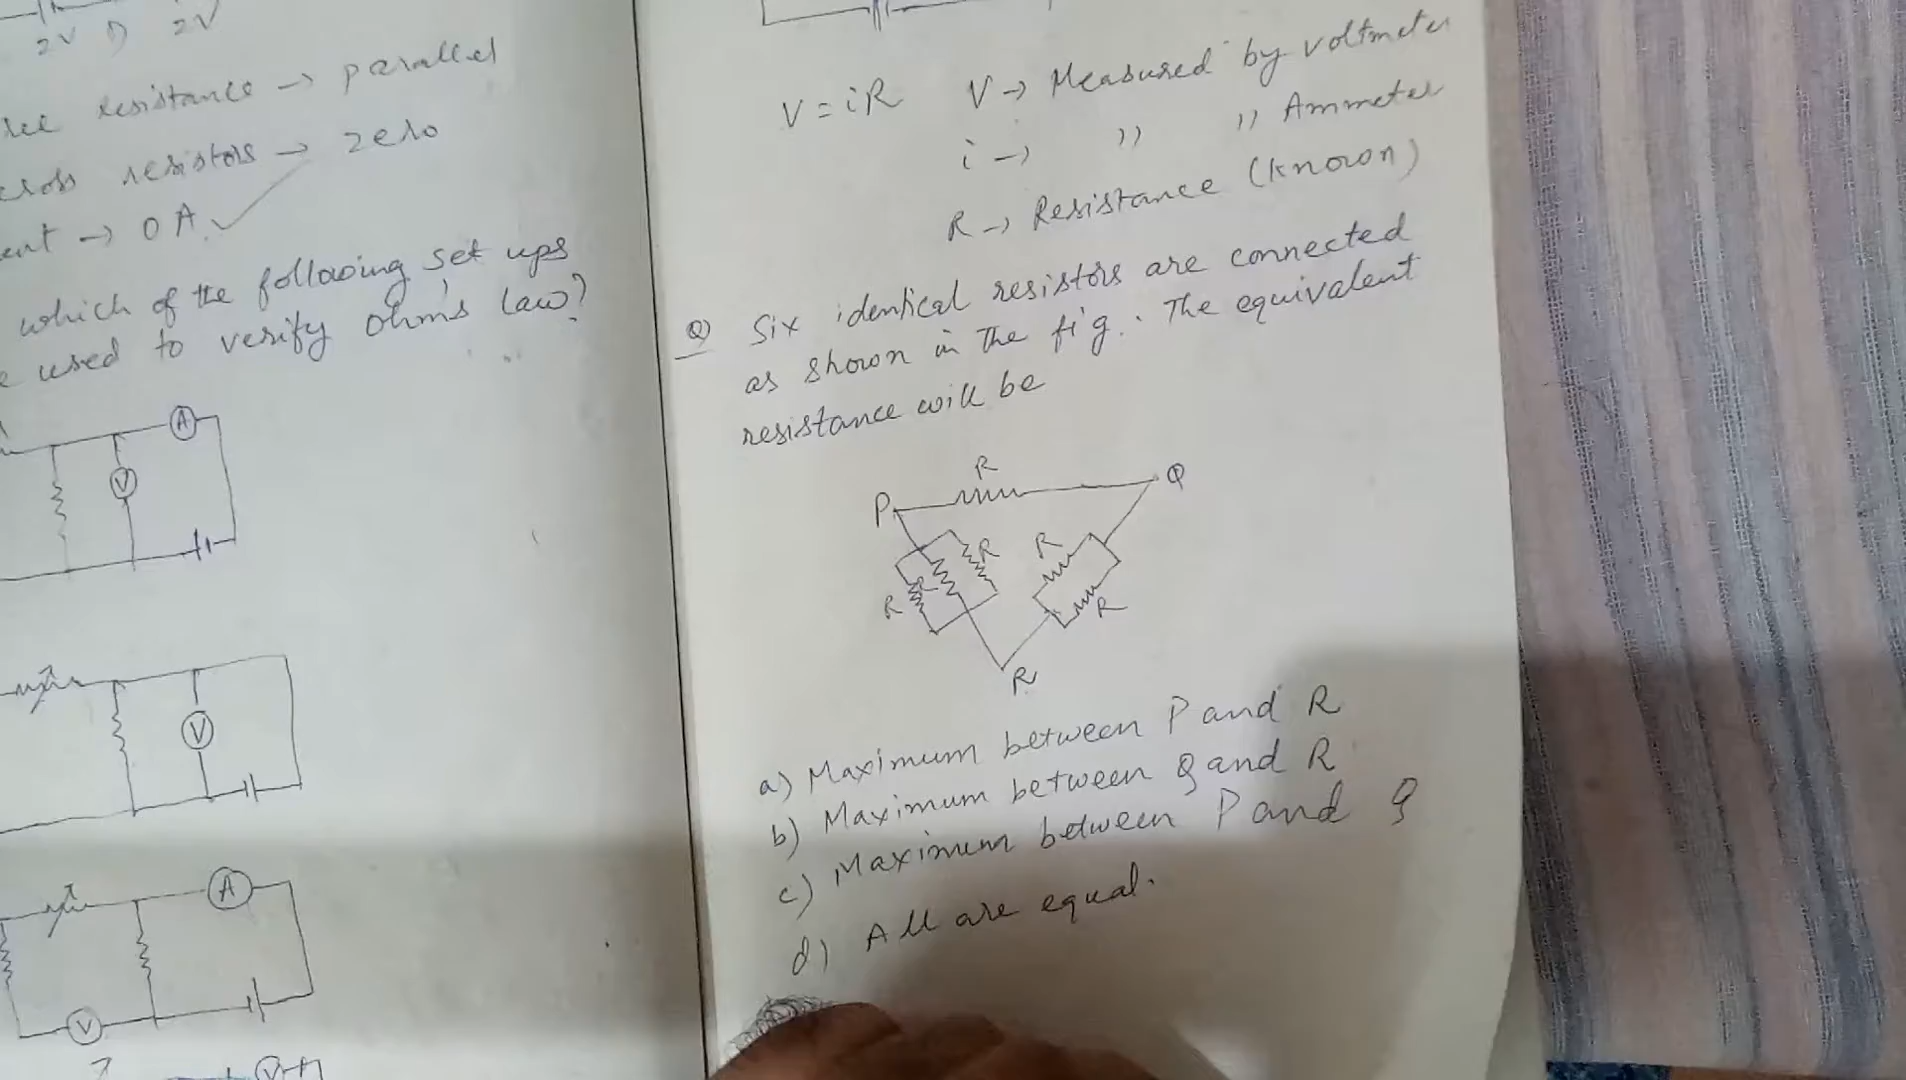 2V 1) 2V
resistance → parallel
resistors → zero
→ 0 A ✓
which of the following set ups
used to verify ohm's law?
A
V
V
A
V
V
V = iR V → Measured by voltmeter
i → ,, ,, Ammeter
R → Resistance (known)
Q) Six identical resistors are connected
as shown in the fig.. The equivalent
resistance will be
R
P Q
R R
R R R
R
a) Maximum between P and R
b) Maximum between Q and R
c) Maximum between P and Q
d) All are equal.